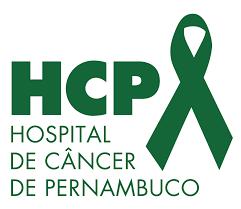 HCP
HOSPITAL
DE CÂNCER
DE PERNAMBUCO